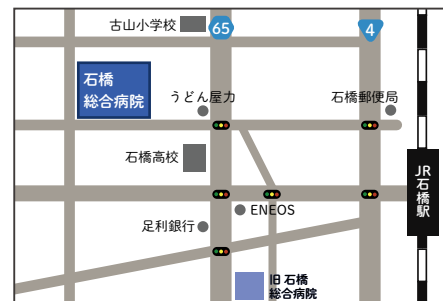 古山小学校
65
4
石橋
総合病院
うどん屋力
石橋郵便局
石橋高校
JR石橋駅
ENEOS
足利銀行
旧 石橋
総合病院